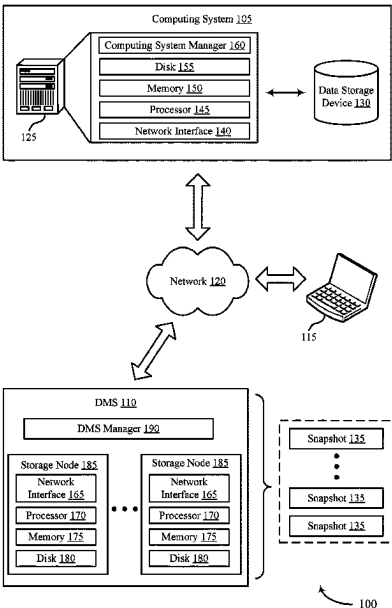 Computing System 105
Computing System Manager 160
Disk 155
Memory 150
Processor 145
Network Interface 140
125
Data Storage
Device 130
Network 120
115
DMS 110
DMS Manager 190
Storage Node 185
Network
Interface 165
Processor 170
Memory 175
Disk 180
Storage Node 185
Network
Interface 165
Processor 170
Memory 175
Disk 180
Snapshot 135
Snapshot 135
Snapshot 135
100